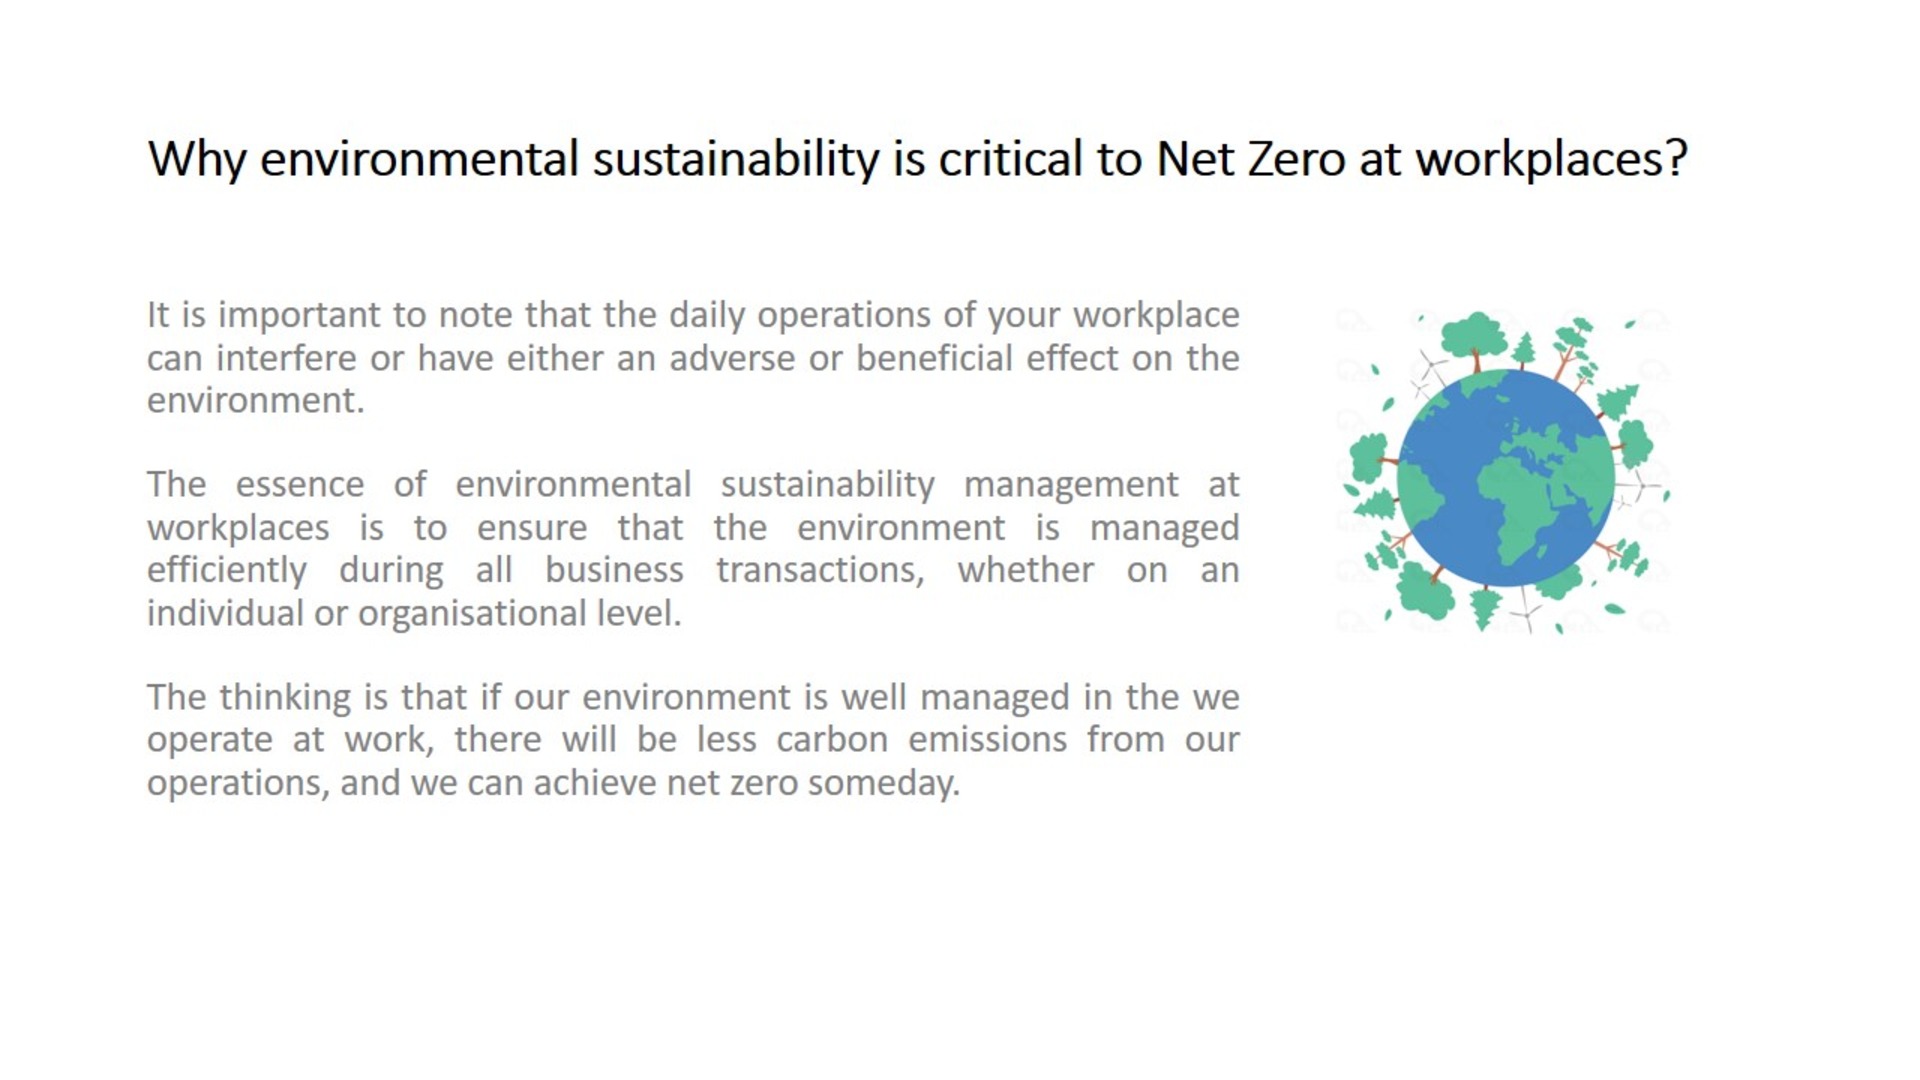 Why environmental sustainability is critical to Net Zero at workplaces?
It is important to note that the daily operations of your workplace
can interfere or have either an adverse or beneficial effect on the
environment.
The essence of environmental sustainability management at
workplaces is to ensure that the environment is managed
efficiently during all business transactions, whether on an
individual or organisational level.
The thinking is that if our environment is well managed in the we
operate at work, there will be less carbon emissions from our
operations, and we can achieve net zero someday.